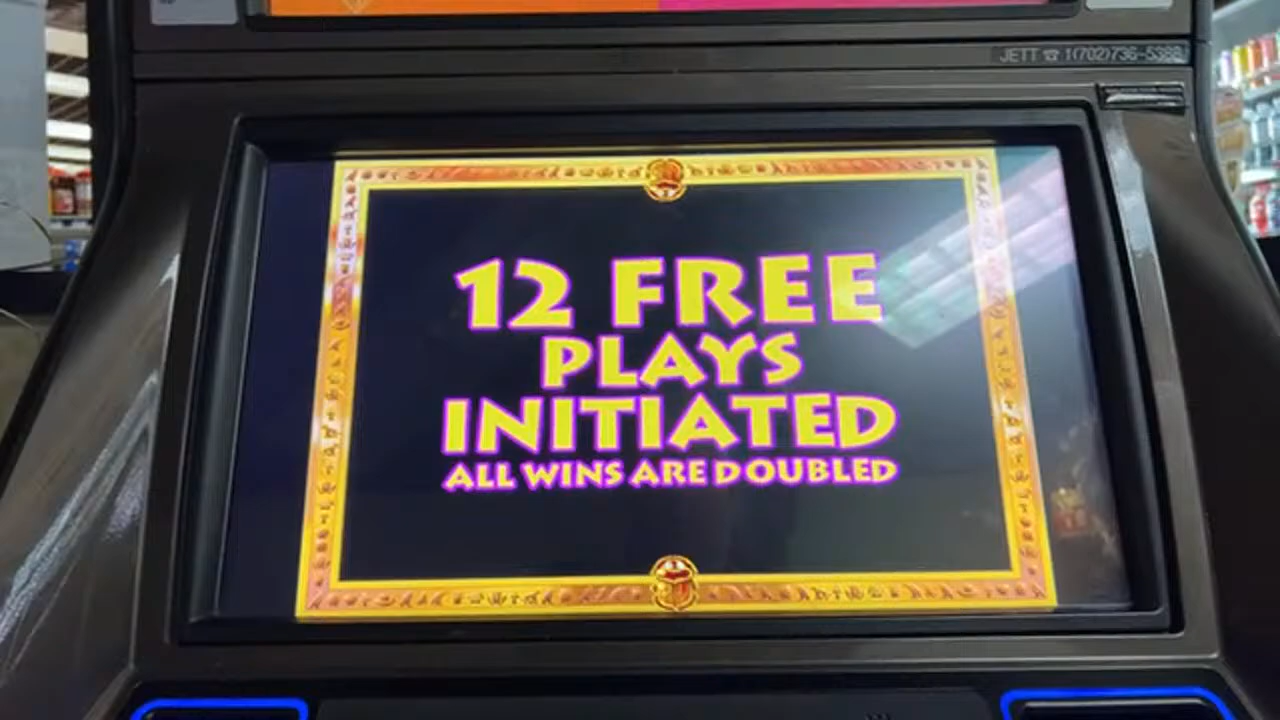 JETT ☎ 1(702)736-5388
12 FREE
PLAYS
INITIATED
ALL WINS ARE DOUBLED